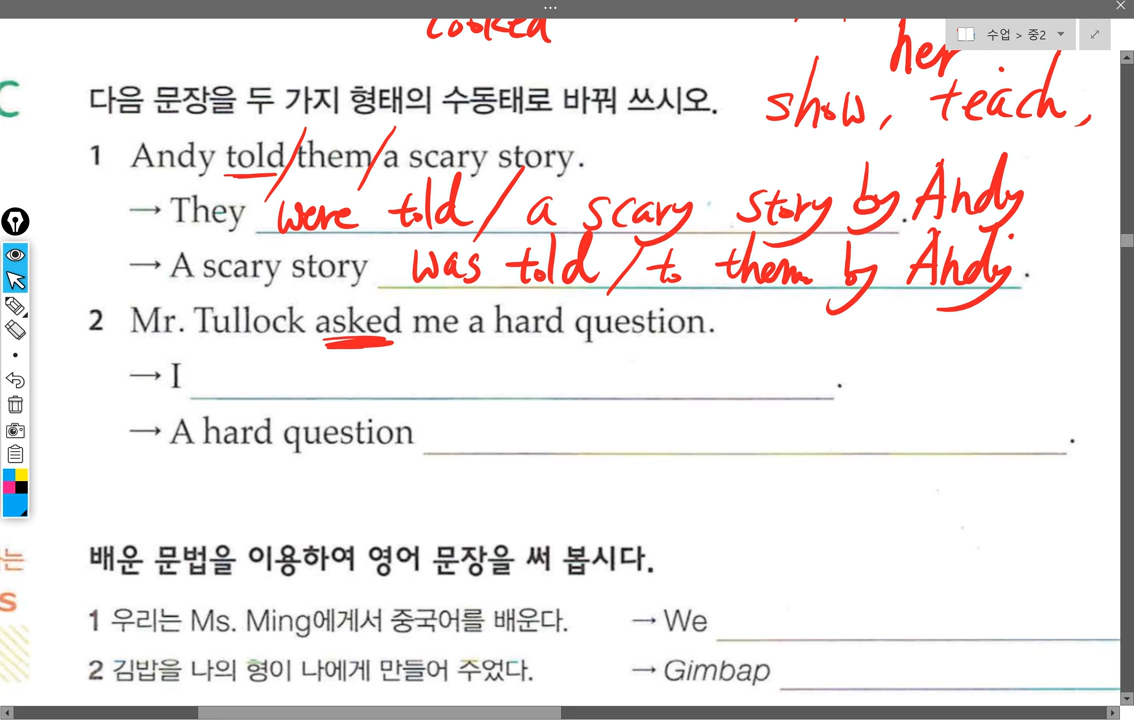 cooked
수업 > 중2
her
C
다음 문장을 두 가지 형태의 수동태로 바꿔 쓰시오.
show, teach,
1 Andy told/them/a scary story.
→ They were told / a scary story by Andy.
→ A scary story was told / to them by Andy.
2 Mr. Tullock asked me a hard question.
→ I .
→ A hard question .
는 배운 문법을 이용하여 영어 문장을 써 봅시다.
s
1 우리는 Ms. Ming에게서 중국어를 배운다. → We
2 김밥을 나의 형이 나에게 만들어 주었다. → Gimbap